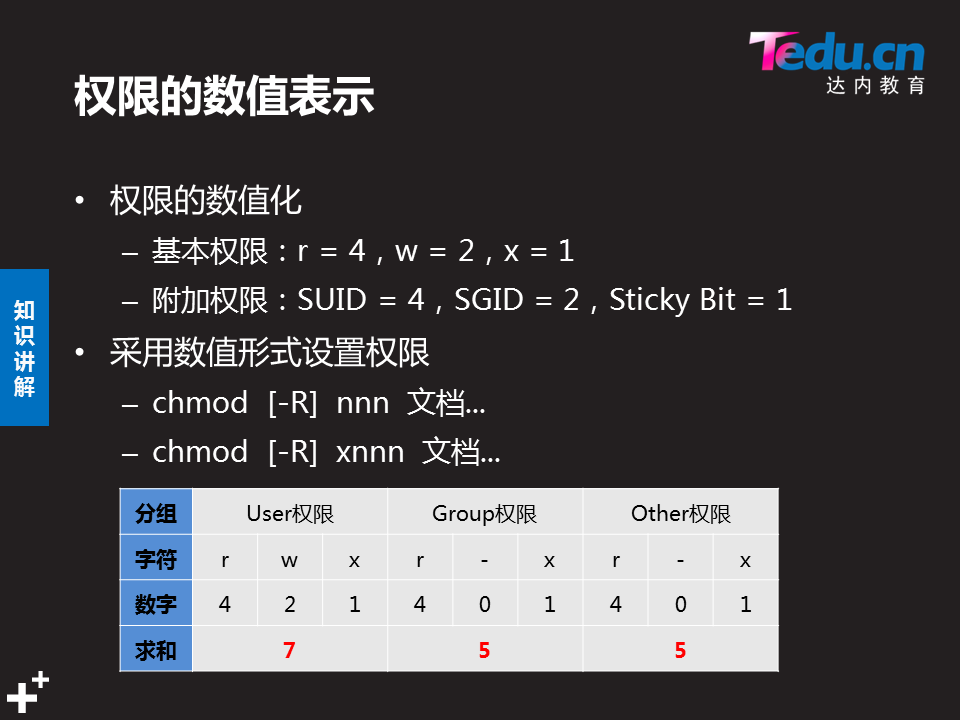 Tedu.cn
达内教育
权限的数值表示
• 权限的数值化
– 基本权限：r = 4，w = 2，x = 1
– 附加权限：SUID = 4，SGID = 2，Sticky Bit = 1
• 采用数值形式设置权限
– chmod [-R] nnn 文档...
– chmod [-R] xnnn 文档...
知识讲解
分组 User权限 Group权限 Other权限
字符 r w x r - x r - x
数字 4 2 1 4 0 1 4 0 1
求和 7 5 5